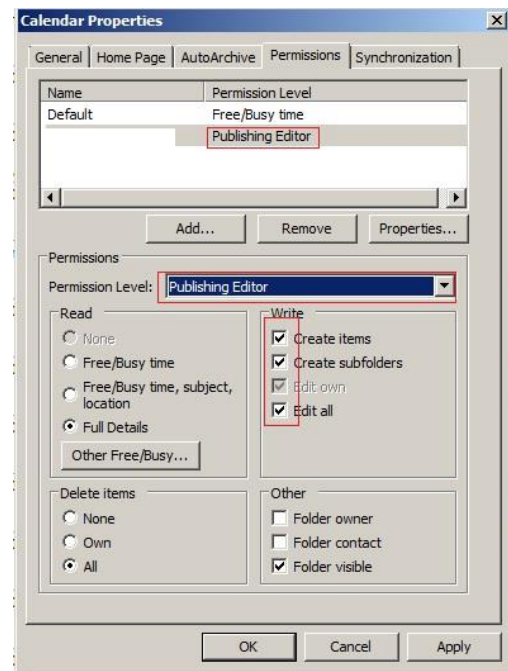 Calendar Properties
General Home Page AutoArchive Permissions Synchronization
Name Permission Level
Default Free/Busy time
Publishing Editor
Add... Remove Properties...
Permissions
Permission Level: Publishing Editor
Read Write
None Create items
Free/Busy time Create subfolders
Free/Busy time, subject, location Edit own
Full Details Edit all
Other Free/Busy...
Delete items Other
None Folder owner
Own Folder contact
All Folder visible
OK Cancel Apply